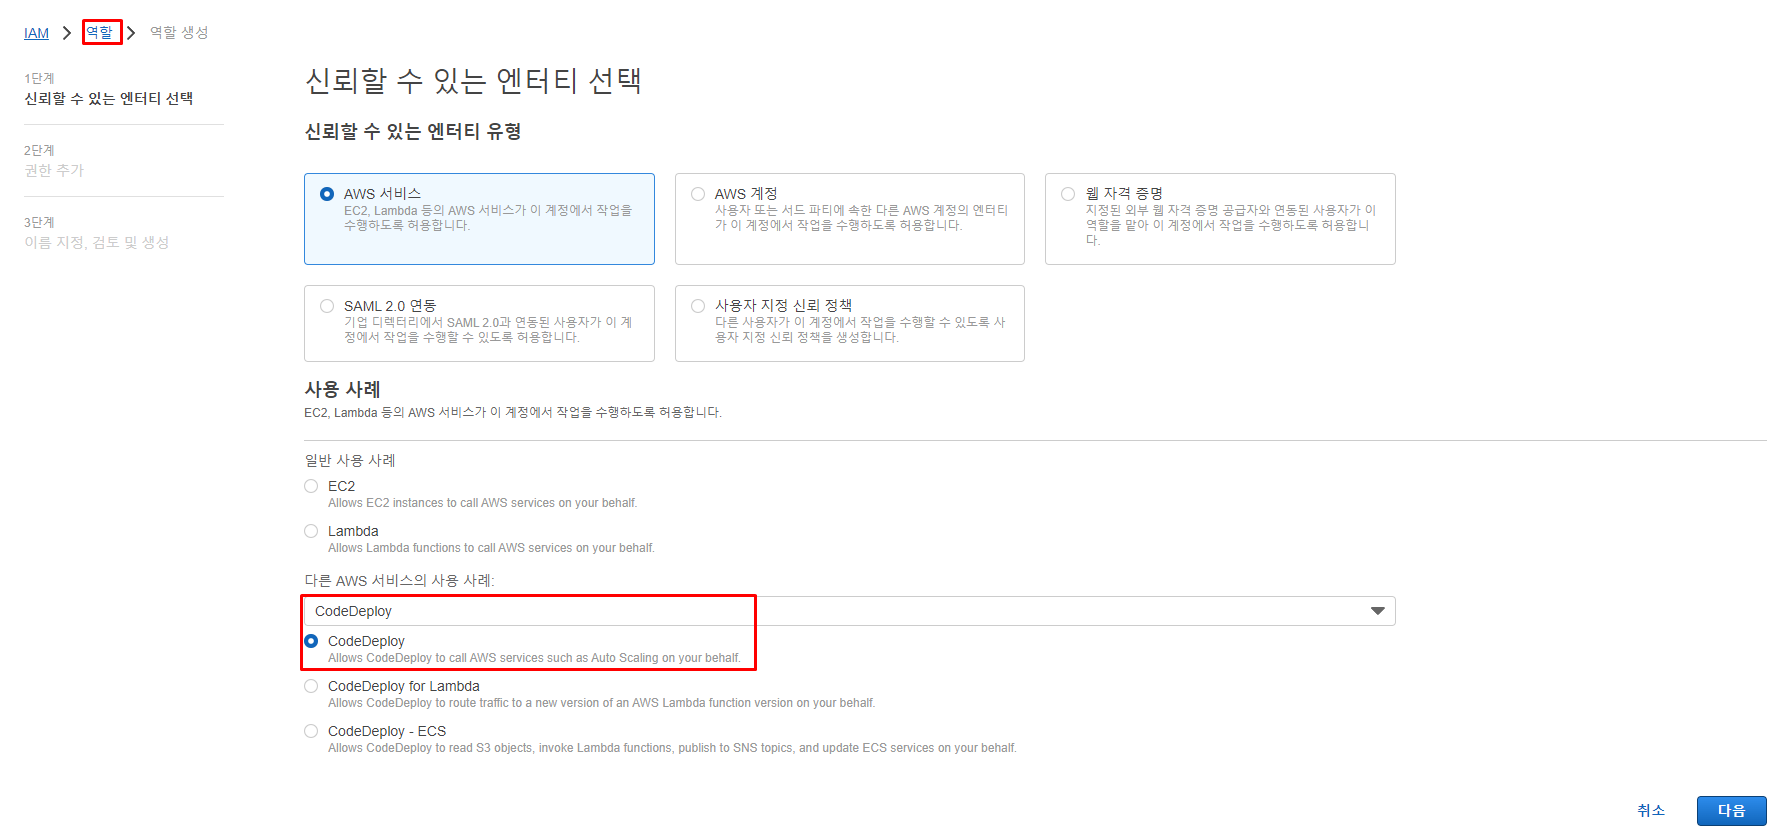 IAM > 역할 > 역할 생성
1단계
신뢰할 수 있는 엔터티 선택
2단계
권한 추가
3단계
이름 지정, 검토 및 생성
신뢰할 수 있는 엔터티 선택
신뢰할 수 있는 엔터티 유형
AWS 서비스
EC2, Lambda 등의 AWS 서비스가 이 계정에서 작업을
수행하도록 허용합니다.
AWS 계정
사용자 또는 서드 파티에 속한 다른 AWS 계정의 엔터티
가 이 계정에서 작업을 수행하도록 허용합니다.
웹 자격 증명
지정된 외부 웹 자격 증명 공급자와 연동된 사용자가 이
역할을 맡아 이 계정에서 작업을 수행하도록 허용합니
다.
SAML 2.0 연동
기업 디렉터리에서 SAML 2.0과 연동된 사용자가 이 계
정에서 작업을 수행할 수 있도록 허용합니다.
사용자 지정 신뢰 정책
다른 사용자가 이 계정에서 작업을 수행할 수 있도록 사
용자 지정 신뢰 정책을 생성합니다.
사용 사례
EC2, Lambda 등의 AWS 서비스가 이 계정에서 작업을 수행하도록 허용합니다.
일반 사용 사례
EC2
Allows EC2 instances to call AWS services on your behalf.
Lambda
Allows Lambda functions to call AWS services on your behalf.
다른 AWS 서비스의 사용 사례:
CodeDeploy
CodeDeploy
Allows CodeDeploy to call AWS services such as Auto Scaling on your behalf.
CodeDeploy for Lambda
Allows CodeDeploy to route traffic to a new version of an AWS Lambda function version on your behalf.
CodeDeploy - ECS
Allows CodeDeploy to read S3 objects, invoke Lambda functions, publish to SNS topics, and update ECS services on your behalf.
취소
다음